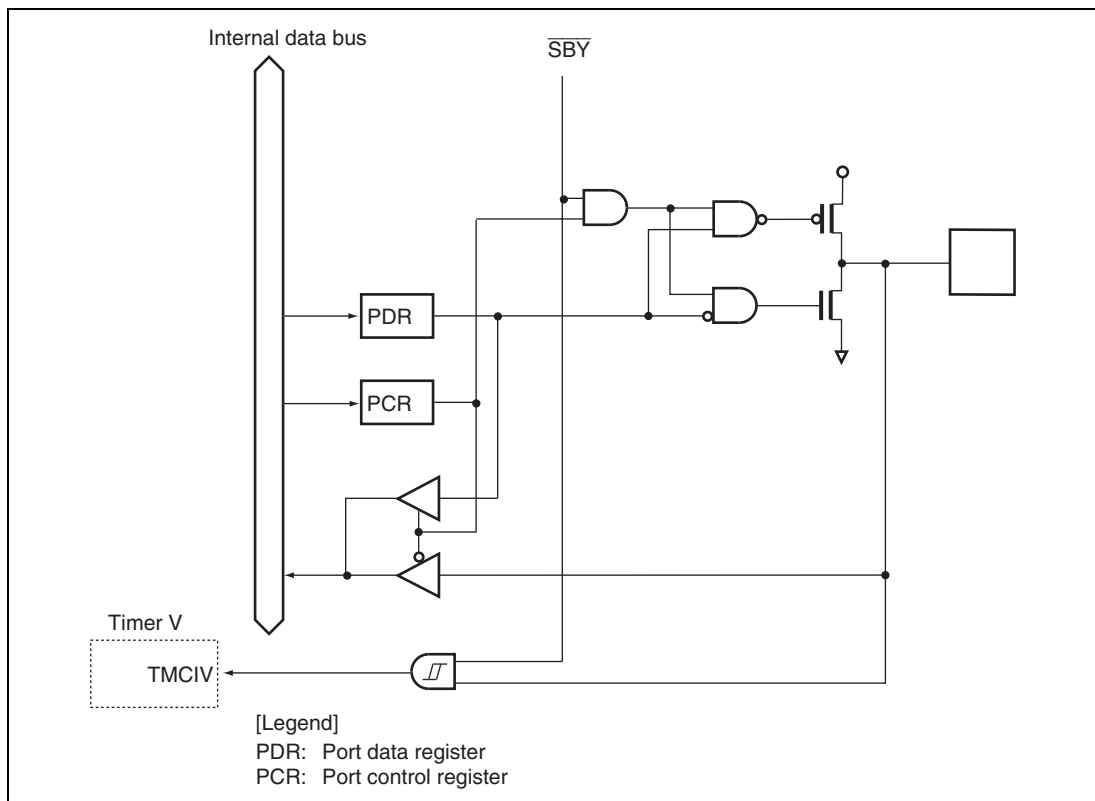 Internal data bus
SBY
PDR
PCR
Timer V
TMCIV
[Legend]
PDR: Port data register
PCR: Port control register